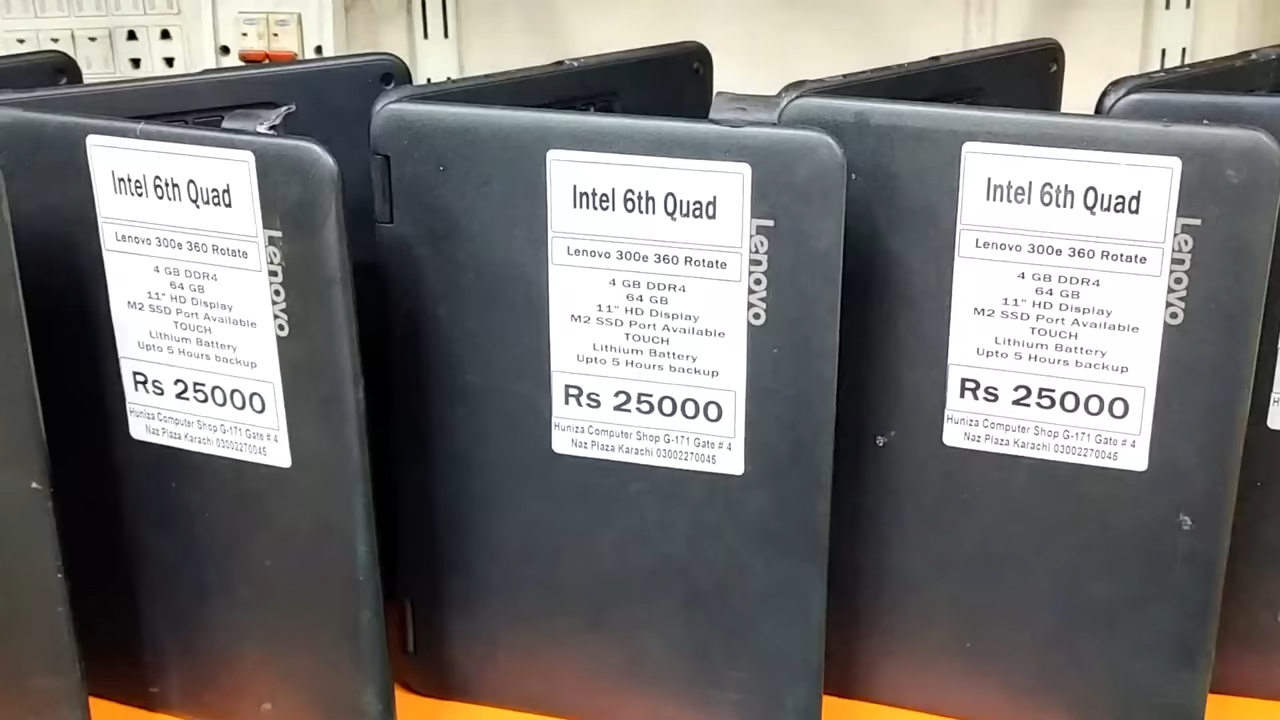 Intel 6th Quad
Lenovo 300e 360 Rotate
4 GB DDR4
64 GB
11" HD Display
M2 SSD Port Available
TOUCH
Lithium Battery
Upto 5 Hours backup
Rs 25000
Huniza Computer Shop G-171 Gate # 4
Naz Plaza Karachi 03002270045
Lenovo
Intel 6th Quad
Lenovo 300e 360 Rotate
4 GB DDR4
64 GB
11" HD Display
M2 SSD Port Available
TOUCH
Lithium Battery
Upto 5 Hours backup
Rs 25000
Huniza Computer Shop G-171 Gate # 4
Naz Plaza Karachi 03002270045
Lenovo
Intel 6th Quad
Lenovo 300e 360 Rotate
4 GB DDR4
64 GB
11" HD Display
M2 SSD Port Available
TOUCH
Lithium Battery
Upto 5 Hours backup
Rs 25000
Huniza Computer Shop G-171 Gate # 4
Naz Plaza Karachi 03002270045
Lenovo